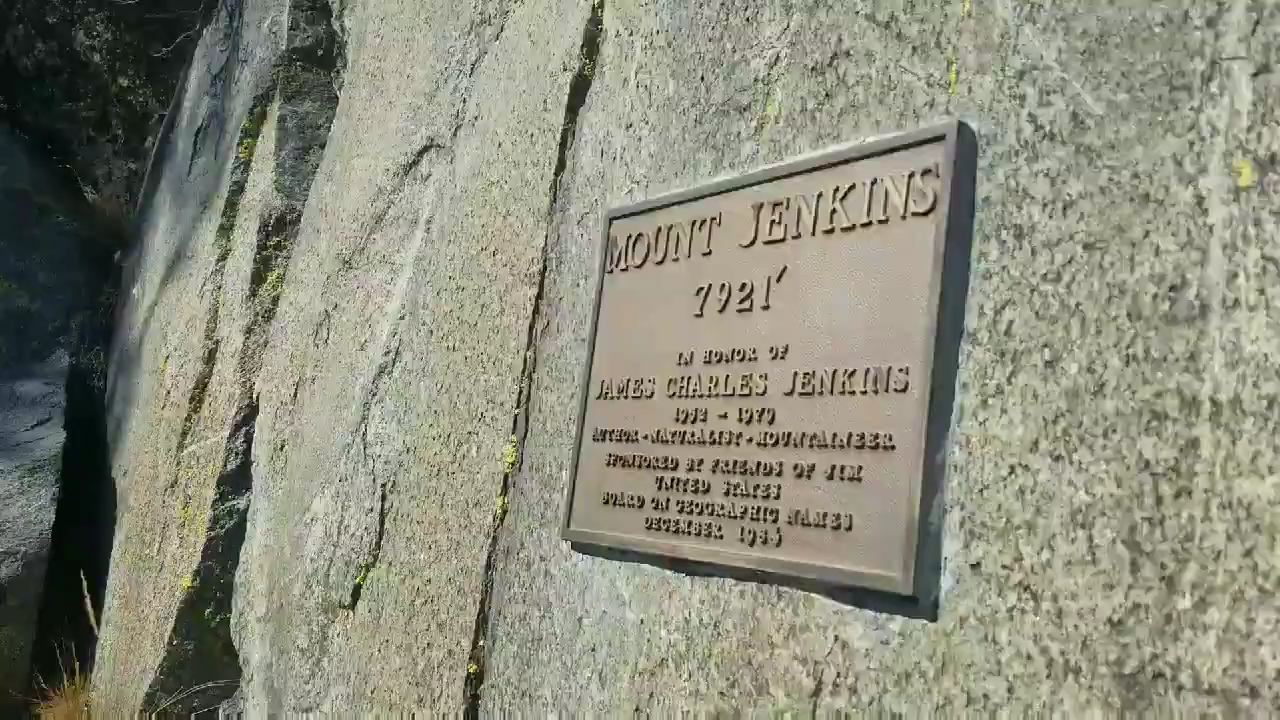 MOUNT JENKINS
7921'
IN HONOR OF
JAMES CHARLES JENKINS
1952 - 1979
AUTHOR - NATURALIST - MOUNTAINEER
SPONSORED BY FRIENDS OF JIM
UNITED STATES
BOARD ON GEOGRAPHIC NAMES
DECEMBER